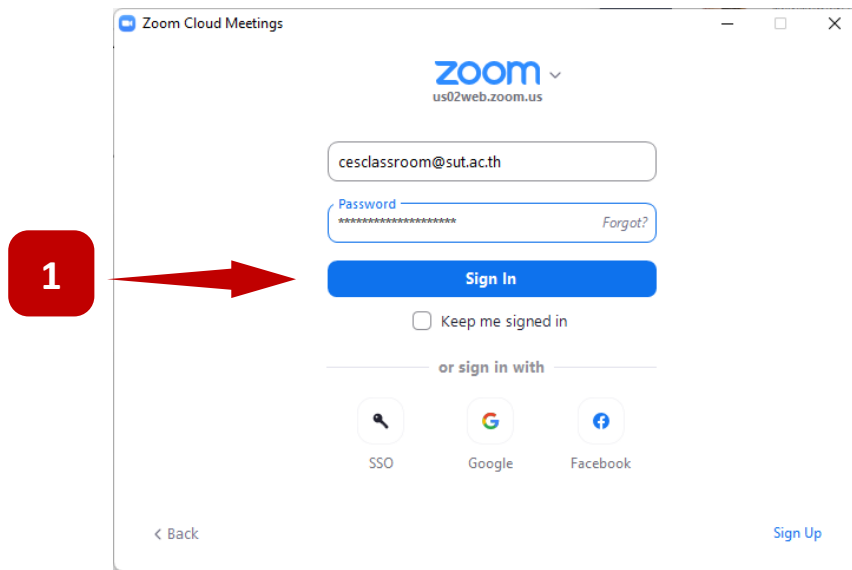 Zoom Cloud Meetings
zoom
us02web.zoom.us
cesclassroom@sut.ac.th
Password
********************
Forgot?
1
Sign In
Keep me signed in
or sign in with
SSO
Google
Facebook
< Back
Sign Up